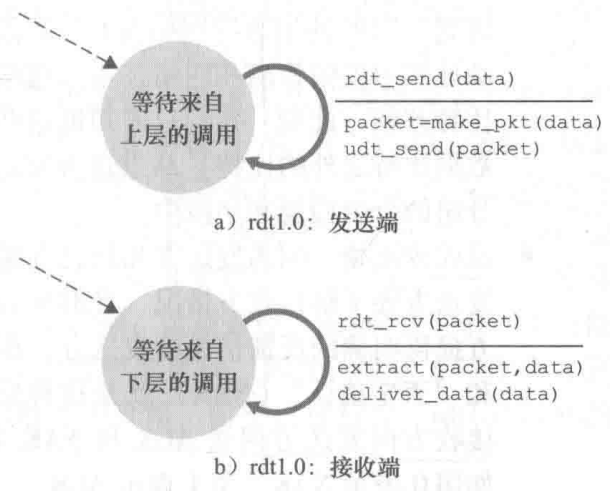 等待来自
上层的调用
rdt_send(data)
packet=make_pkt(data)
udt_send(packet)
a）rdt1.0：发送端
等待来自
下层的调用
rdt_rcv(packet)
extract(packet,data)
deliver_data(data)
b）rdt1.0：接收端